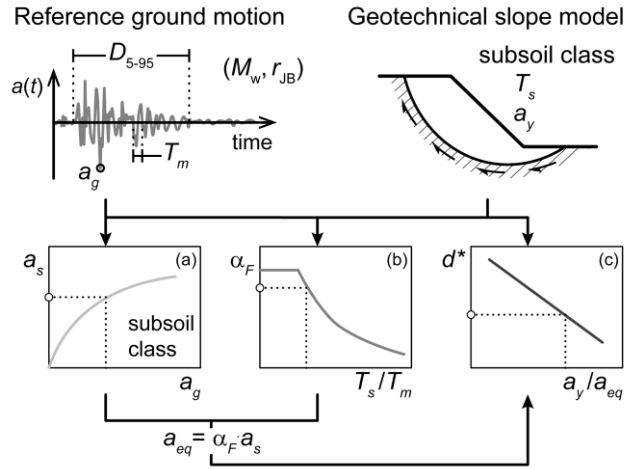 Reference ground motion
Geotechnical slope model
D5-95
(Mw, rJB)
a(t)
time
ag
Tm
subsoil class
Ts
ay
as
(a)
subsoil
class
ag
αF
(b)
Ts/Tm
d*
(c)
ay/aeq
aeq= αF·as